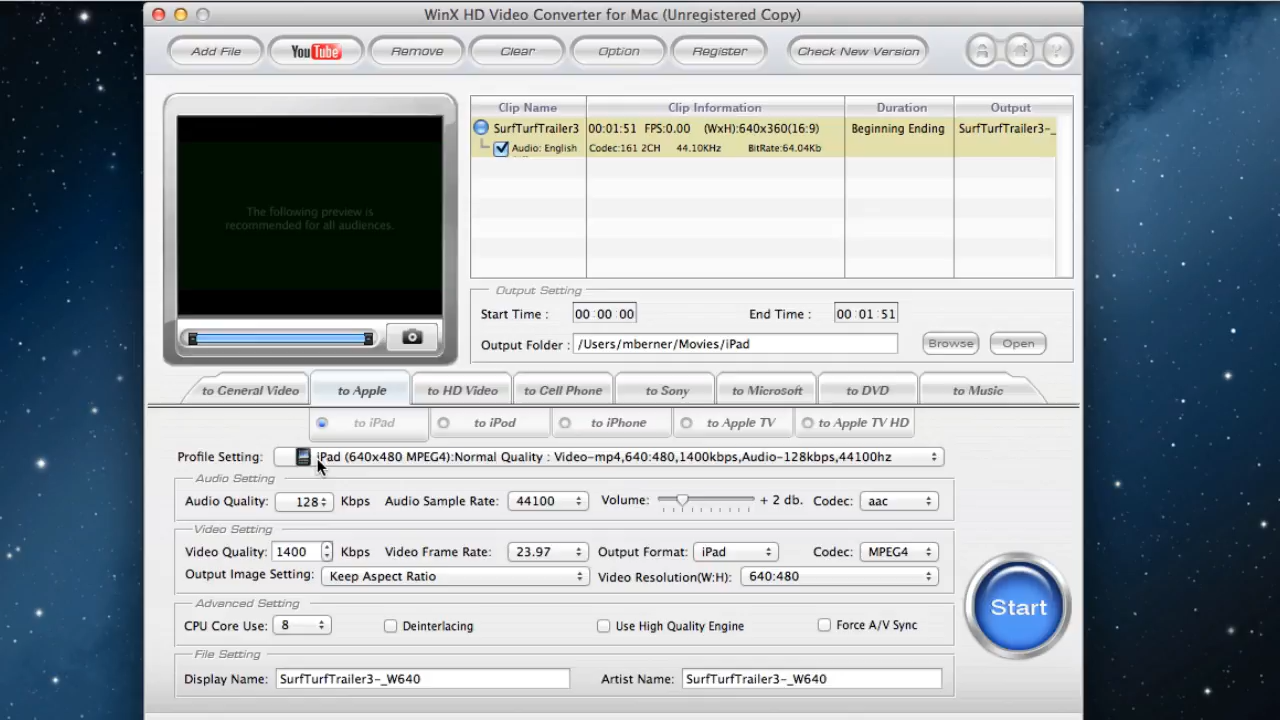 WinX HD Video Converter for Mac (Unregistered Copy)
Add File YouTube Remove Clear Option Register Check New Version ?
Clip Name Clip Information Duration Output
SurfTurfTrailer3 00:01:51 FPS:0.00 (WxH):640x360(16:9) Beginning Ending SurfTurfTrailer3-_
Audio: English Codec:161 2CH 44.10KHz BitRate:64.04Kb
The following preview is
recommended for all audiences.
Output Setting
Start Time : 00 : 00 : 00 End Time : 00 : 01 : 51
Output Folder : /Users/mberner/Movies/iPad Browse Open
to General Video to Apple to HD Video to Cell Phone to Sony to Microsoft to DVD to Music
to iPad to iPod to iPhone to Apple TV to Apple TV HD
Profile Setting: iPad (640x480 MPEG4):Normal Quality : Video-mp4,640:480,1400kbps,Audio-128kbps,44100hz
Audio Setting
Audio Quality: 128 Kbps Audio Sample Rate: 44100 Volume: + 2 db. Codec: aac
Video Setting
Video Quality: 1400 Kbps Video Frame Rate: 23.97 Output Format: iPad Codec: MPEG4
Output Image Setting: Keep Aspect Ratio Video Resolution(W:H): 640:480
Advanced Setting
CPU Core Use: 8 Deinterlacing Use High Quality Engine Force A/V Sync
Start
File Setting
Display Name: SurfTurfTrailer3-_W640 Artist Name: SurfTurfTrailer3-_W640